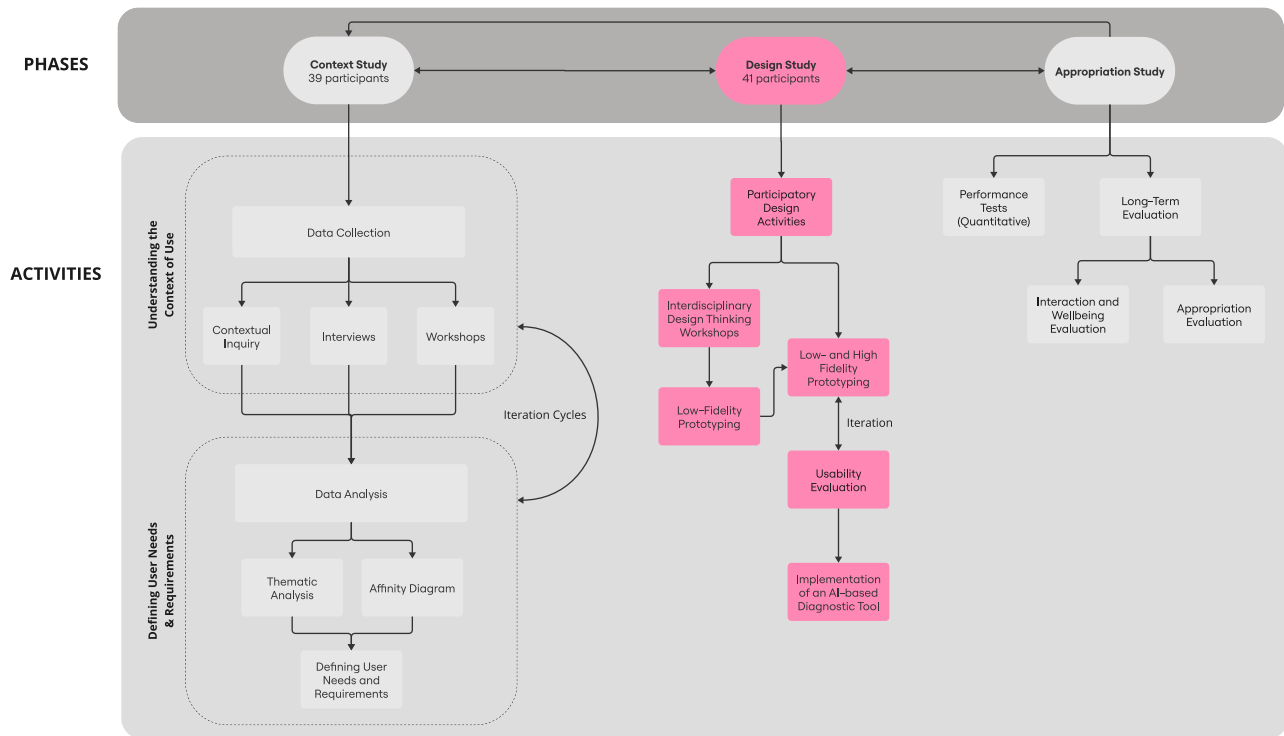 PHASES
Context Study
39 participants
Design Study
41 participants
Appropriation Study
ACTIVITIES
Understanding the
Context of Use
Data Collection
Contextual
Inquiry
Interviews
Workshops
Iteration Cycles
Defining User Needs
& Requirements
Data Analysis
Thematic
Analysis
Affinity Diagram
Defining User
Needs and
Requirements
Participatory
Design
Activities
Interdisciplinary
Design Thinking
Workshops
Low-Fidelity
Prototyping
Low- and High
Fidelity
Prototyping
Iteration
Usability
Evaluation
Implementation
of an AI-based
Diagnostic Tool
Performance
Tests
(Quantitative)
Long-Term
Evaluation
Interaction and
Wellbeing
Evaluation
Appropriation
Evaluation